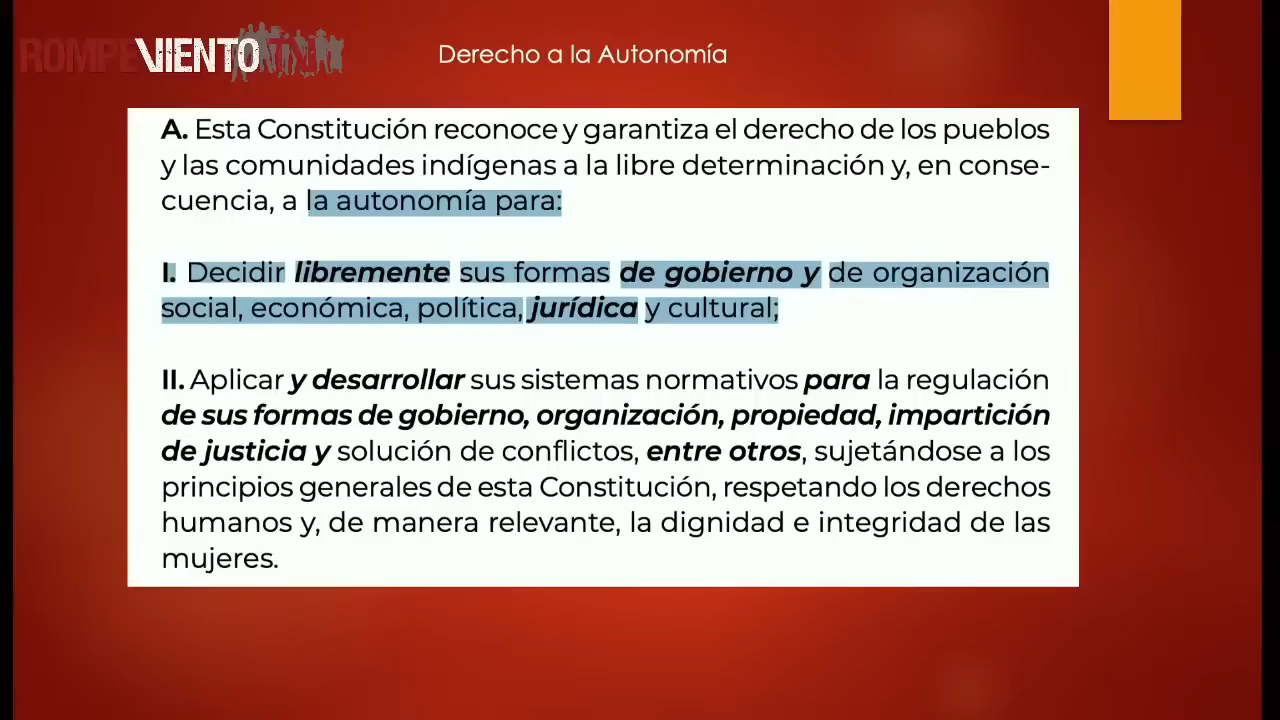 ROMPEVIENTO TV
Derecho a la Autonomía
A. Esta Constitución reconoce y garantiza el derecho de los pueblos
y las comunidades indígenas a la libre determinación y, en conse-
cuencia, a la autonomía para:
I. Decidir libremente sus formas de gobierno y de organización
social, económica, política, jurídica y cultural;
II. Aplicar y desarrollar sus sistemas normativos para la regulación
de sus formas de gobierno, organización, propiedad, impartición
de justicia y solución de conflictos, entre otros, sujetándose a los
principios generales de esta Constitución, respetando los derechos
humanos y, de manera relevante, la dignidad e integridad de las
mujeres.